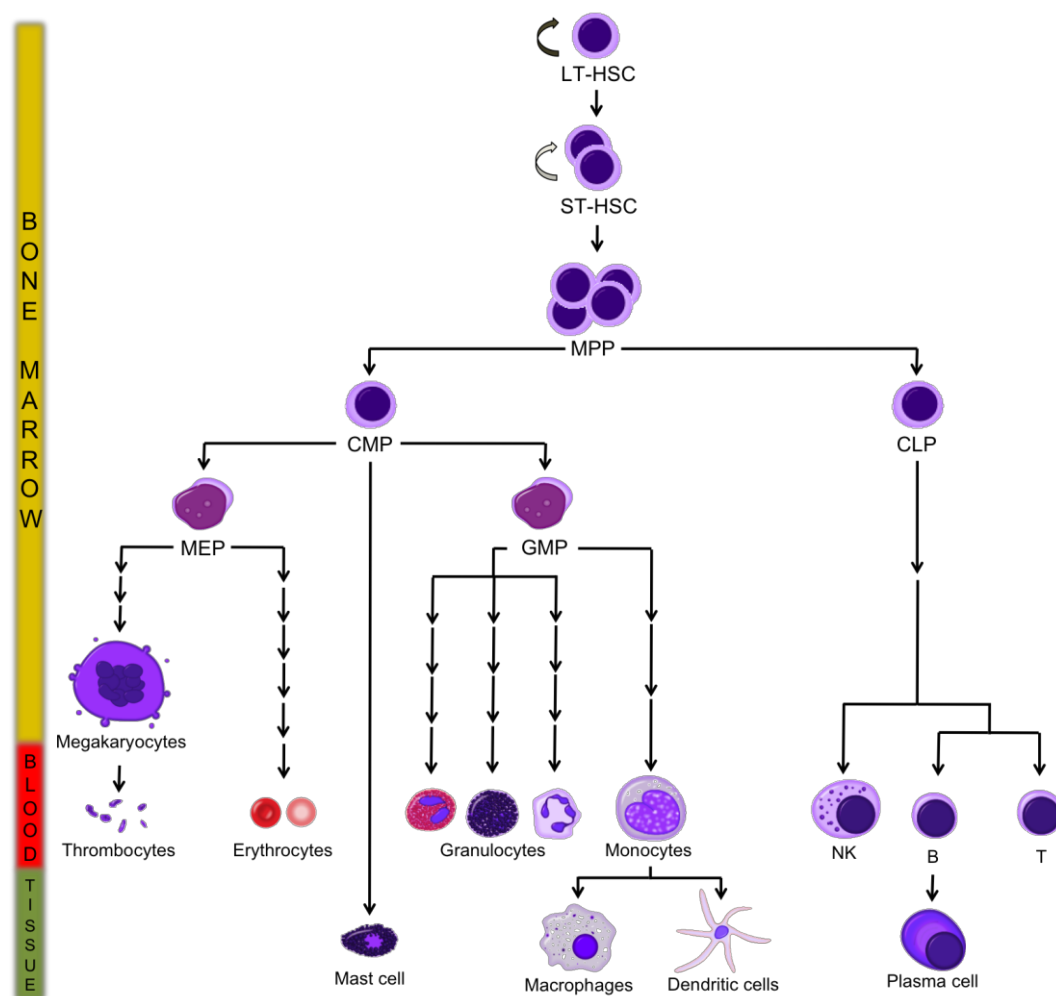 LT-HSC
ST-HSC
MPP
CMP
CLP
MEP
GMP
Megakaryocytes
Thrombocytes
Erythrocytes
Granulocytes
Monocytes
NK
B
T
Mast cell
Macrophages
Dendritic cells
Plasma cell
BONE MARROW
BLOOD
TISSUE